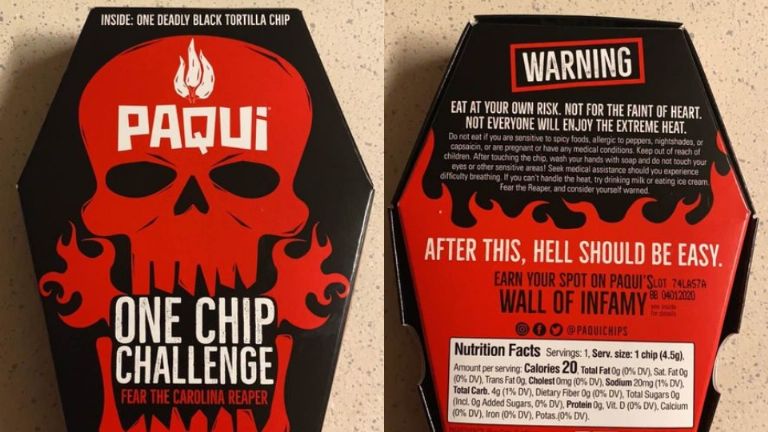 INSIDE: ONE DEADLY BLACK TORTILLA CHIP
PAQUI
ONE CHIP
CHALLENGE
FEAR THE CAROLINA REAPER
WARNING
EAT AT YOUR OWN RISK. NOT FOR THE FAINT OF HEART.
NOT EVERYONE WILL ENJOY THE EXTREME HEAT.
Do not eat if you are sensitive to spicy foods, allergic to peppers, nightshades, or
capsaicin, or are pregnant or have any medical conditions. Keep out of reach of
children. After touching the chip, wash your hands with soap and do not touch your
eyes or other sensitive areas! Seek medical assistance should you experience
difficulty breathing. If you can't handle the heat, try drinking milk or eating ice cream.
Fear the Reaper, and consider yourself warned.
AFTER THIS, HELL SHOULD BE EASY.
EARN YOUR SPOT ON PAQUI'S
WALL OF INFAMY
see inside
for details
LOT 74LAS7A
BB 04012020
@PAQUICHIPS
Nutrition Facts Servings: 1, Serv. size: 1 chip (4.5g),
Amount per serving: Calories 20, Total Fat 0g (0% DV), Sat. Fat 0g
(0% DV), Trans Fat 0g, Cholest 0mg (0% DV), Sodium 20mg (1% DV),
Total Carb. 4g (1% DV), Dietary Fiber 0g (0% DV), Total Sugars 0g
(Incl. 0g Added Sugars, 0% DV), Protein 0g, Vit. D (0% DV), Calcium
(0% DV), Iron (0% DV), Potas.(0% DV).